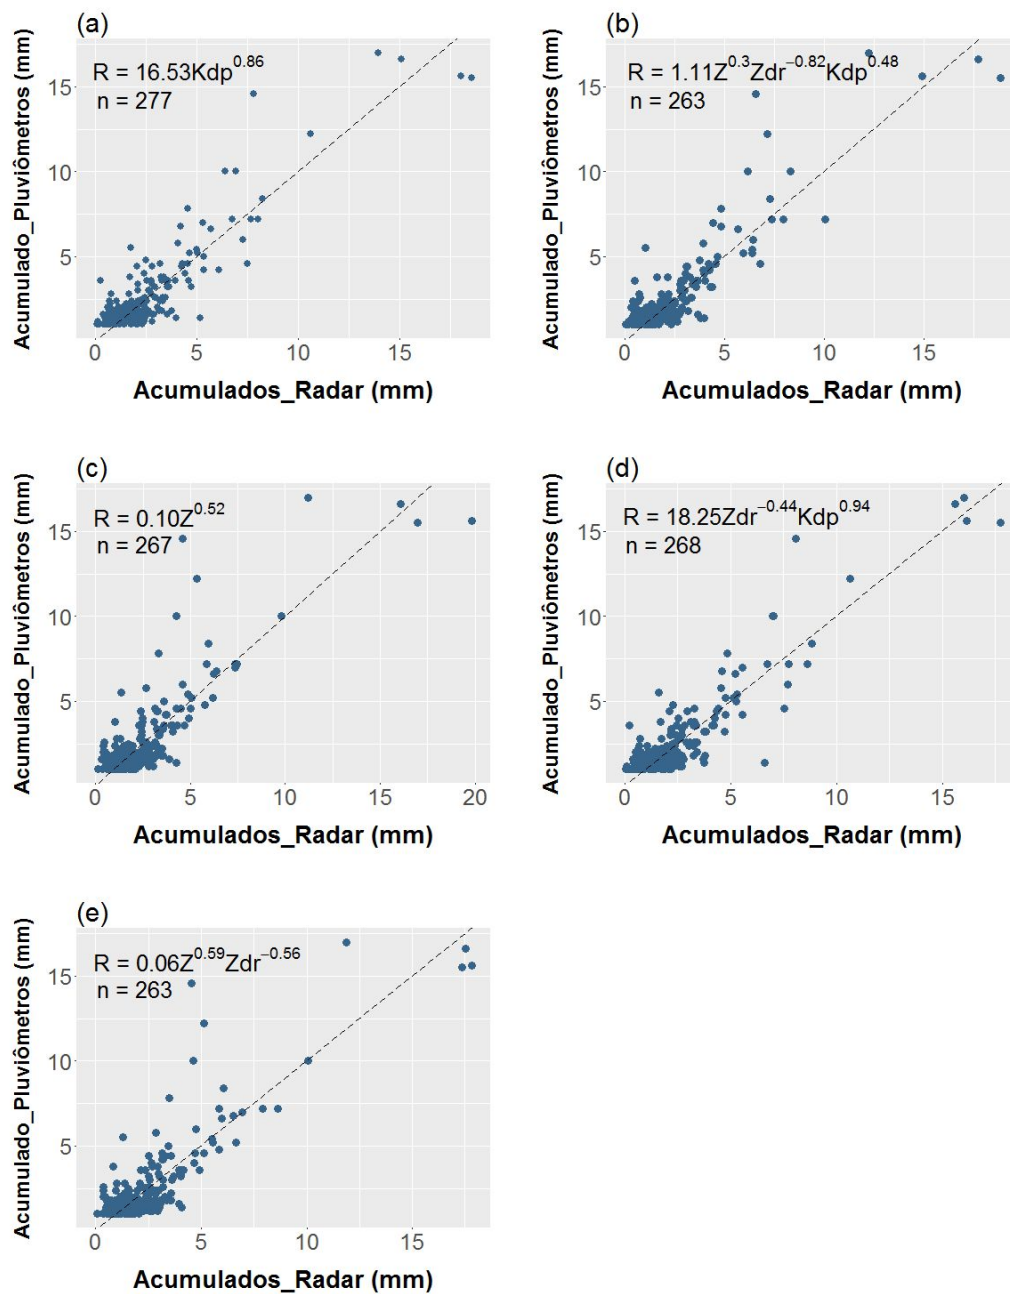 (a)
R = 16.53Kdp^0.86
n = 277
15
10
5
0
5
10
15
Acumulado_Pluviômetros (mm)
Acumulados_Radar (mm)
(b)
R = 1.11Z^0.3Zdr^−0.82Kdp^0.48
n = 263
15
10
5
0
5
10
15
Acumulado_Pluviômetros (mm)
Acumulados_Radar (mm)
(c)
R = 0.10Z^0.52
n = 267
15
10
5
0
5
10
15
20
Acumulado_Pluviômetros (mm)
Acumulados_Radar (mm)
(d)
R = 18.25Zdr^−0.44Kdp^0.94
n = 268
15
10
5
0
5
10
15
Acumulado_Pluviômetros (mm)
Acumulados_Radar (mm)
(e)
R = 0.06Z^0.59Zdr^−0.56
n = 263
15
10
5
0
5
10
15
Acumulado_Pluviômetros (mm)
Acumulados_Radar (mm)